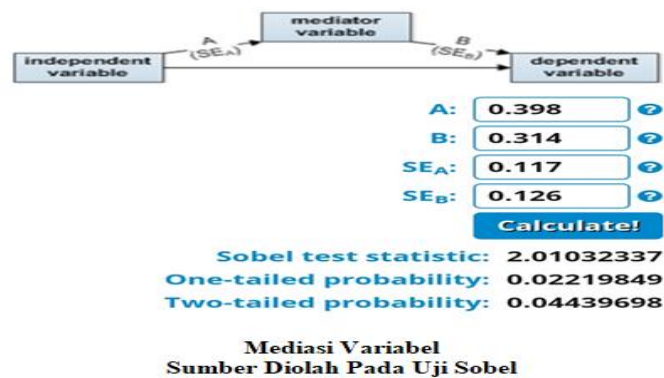 mediator
variable
A
(SEA)
B
(SEB)
independent
variable
dependent
variable
A: 0.398 ?
B: 0.314 ?
SEA: 0.117 ?
SEB: 0.126 ?
Calculate!
Sobel test statistic: 2.01032337
One-tailed probability: 0.02219849
Two-tailed probability: 0.04439698
Mediasi Variabel
Sumber Diolah Pada Uji Sobel